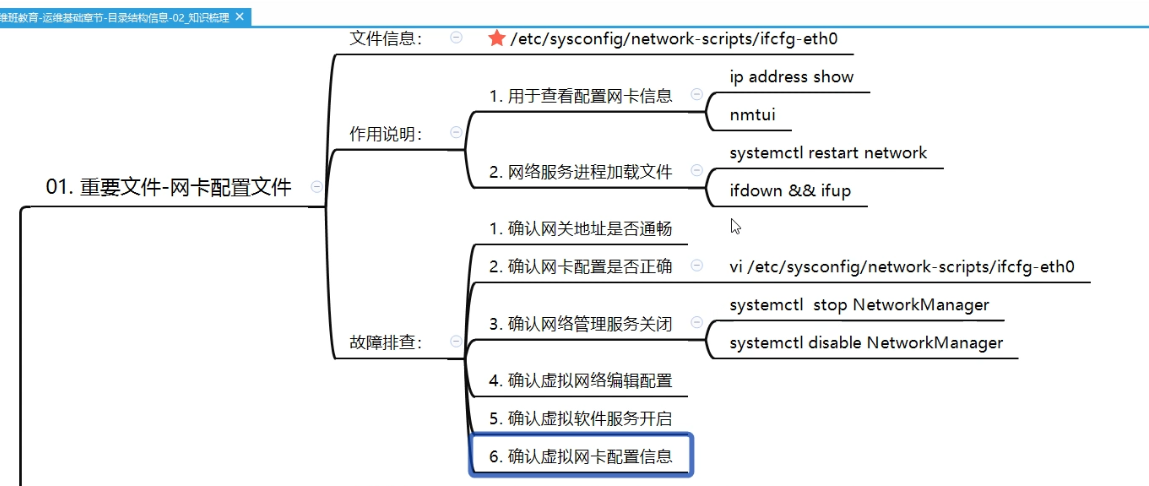 维班教育-运维基础章节-目录结构信息-02_知识梳理
01. 重要文件-网卡配置文件
文件信息：
/etc/sysconfig/network-scripts/ifcfg-eth0
作用说明：
1. 用于查看配置网卡信息
ip address show
nmtui
2. 网络服务进程加载文件
systemctl restart network
ifdown && ifup
故障排查：
1. 确认网关地址是否通畅
2. 确认网卡配置是否正确
vi /etc/sysconfig/network-scripts/ifcfg-eth0
3. 确认网络管理服务关闭
systemctl  stop NetworkManager
systemctl disable NetworkManager
4. 确认虚拟网络编辑配置
5. 确认虚拟软件服务开启
6. 确认虚拟网卡配置信息